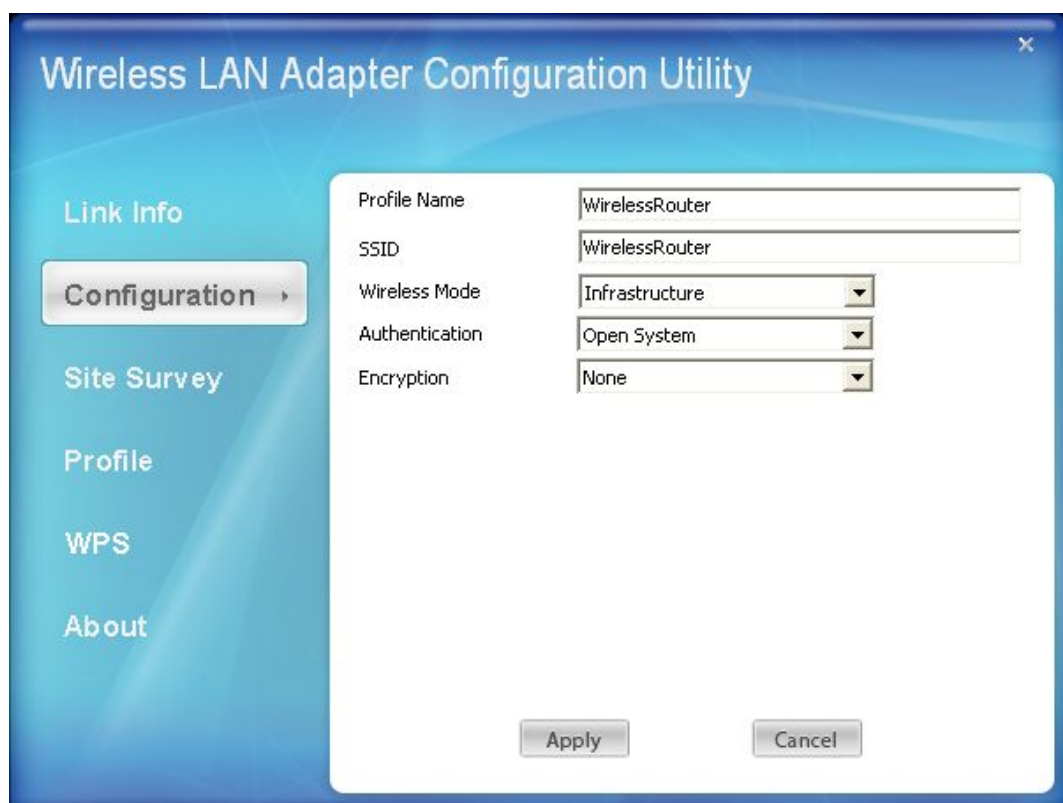 Wireless LAN Adapter Configuration Utility
×
Link Info
Configuration
Site Survey
Profile
WPS
About
Profile Name WirelessRouter
SSID WirelessRouter
Wireless Mode Infrastructure
Authentication Open System
Encryption None
Apply Cancel